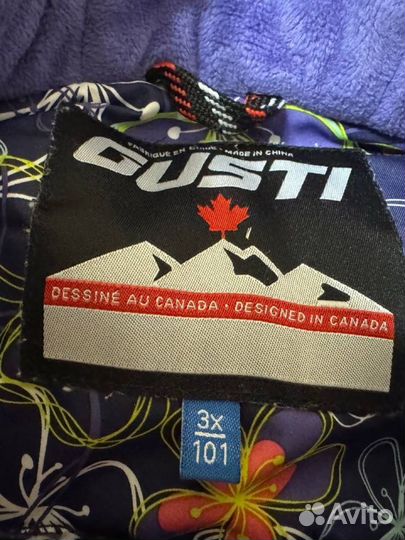 FABRIQUÉ EN CHINE · MADE IN CHINA
GUSTI
DESSINÉ AU CANADA · DESIGNED IN CANADA
3X
101
Avito